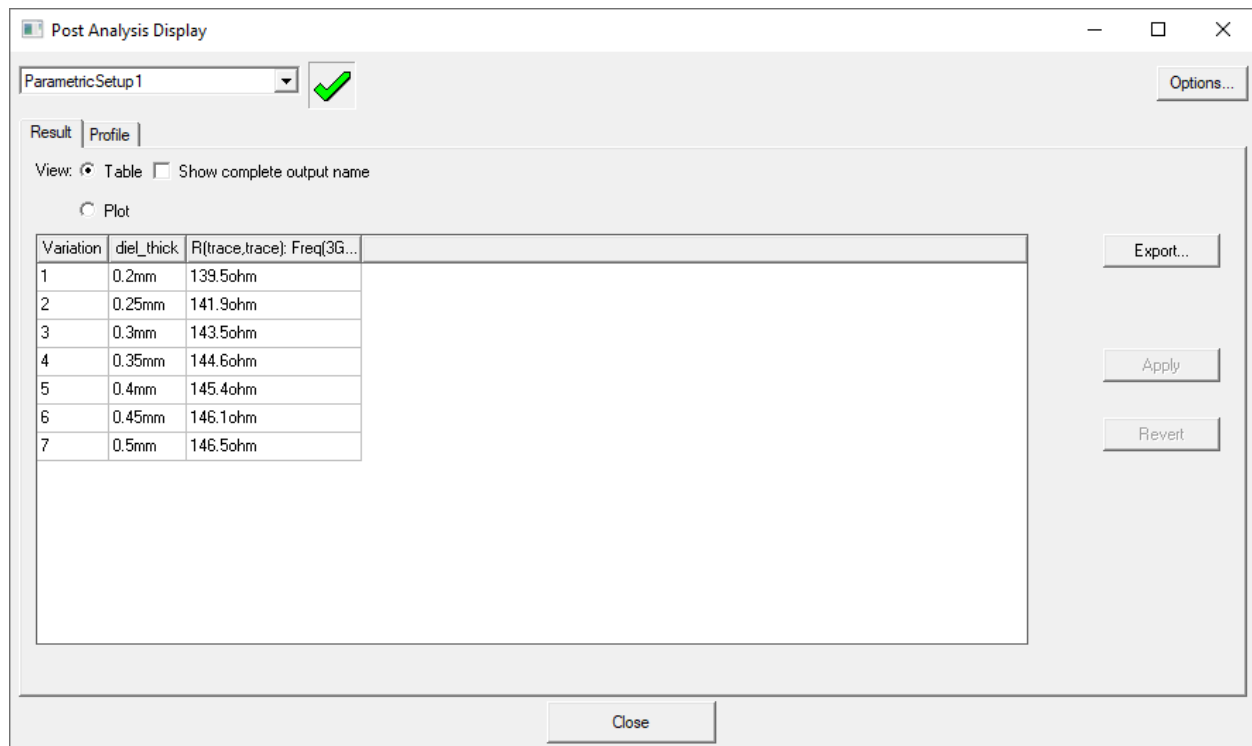 Post Analysis Display
ParametricSetup1
Options...
Result Profile
View: Table Show complete output name
Plot
Variation diel_thick R(trace,trace): Freq(3G...
1 0.2mm 139.5ohm
2 0.25mm 141.9ohm
3 0.3mm 143.5ohm
4 0.35mm 144.6ohm
5 0.4mm 145.4ohm
6 0.45mm 146.1ohm
7 0.5mm 146.5ohm
Export...
Apply
Revert
Close